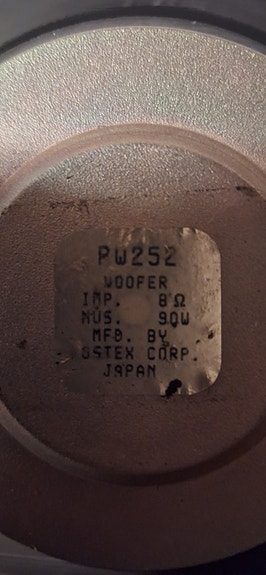 PW252
WOOFER
IMP. 8Ω
MUS. 90W
MFD. BY
OSTEX CORP.
JAPAN